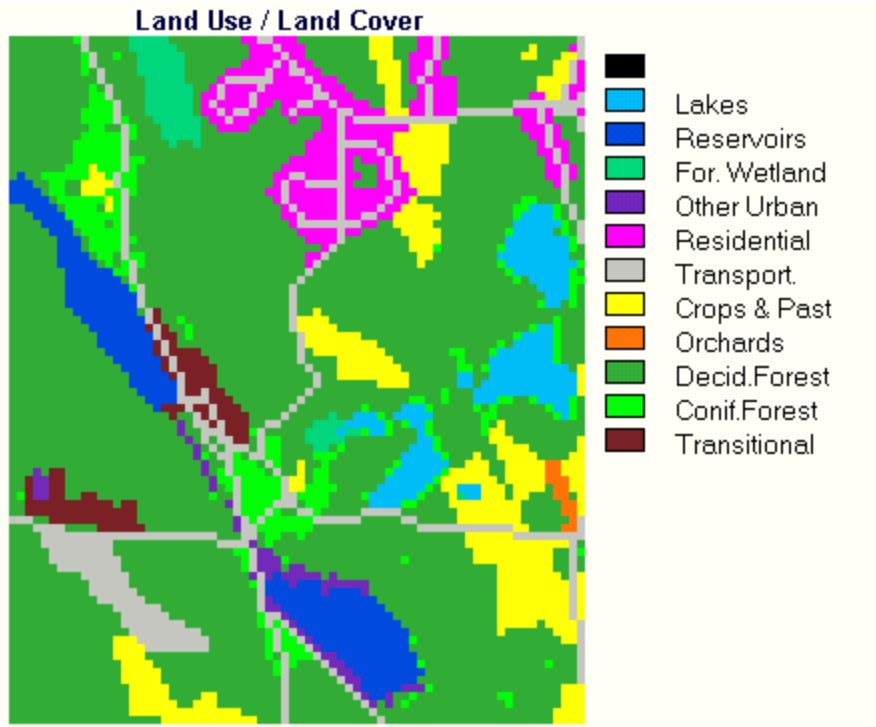 Land Use / Land Cover
Lakes
Reservoirs
For. Wetland
Other Urban
Residential
Transport.
Crops & Past
Orchards
Decid.Forest
Conif.Forest
Transitional